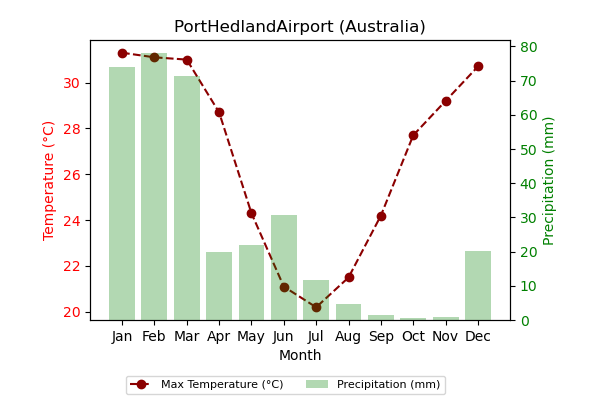 PortHedlandAirport (Australia)
Temperature (°C)
30
28
26
24
22
20
80
70
60
50
40
30
20
10
0
Precipitation (mm)
Jan Feb Mar Apr May Jun Jul Aug Sep Oct Nov Dec
Month
Max Temperature (°C) Precipitation (mm)